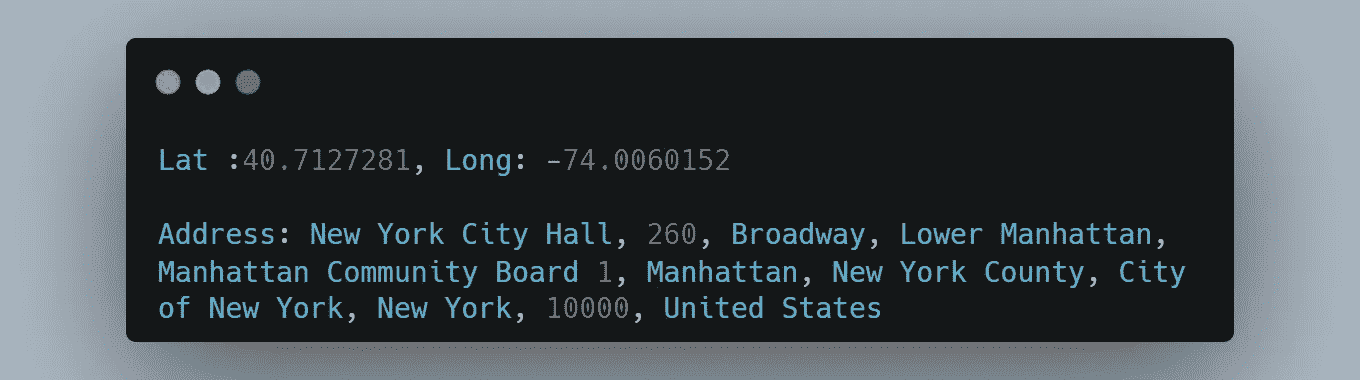 Lat :40.7127281, Long: -74.0060152
Address: New York City Hall, 260, Broadway, Lower Manhattan,
Manhattan Community Board 1, Manhattan, New York County, City
of New York, New York, 10000, United States